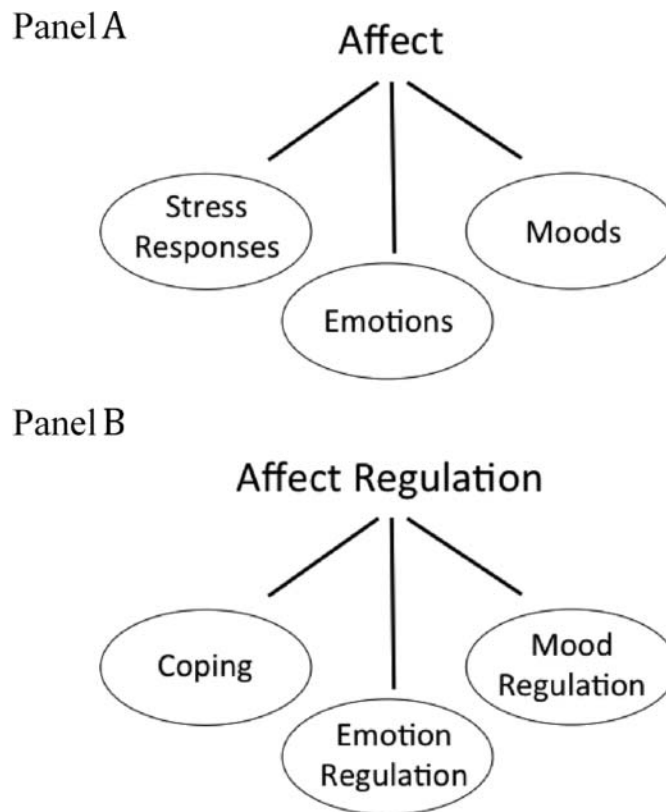 Panel A
Affect
Stress
Responses
Emotions
Moods
Panel B
Affect Regulation
Coping
Emotion
Regulation
Mood
Regulation